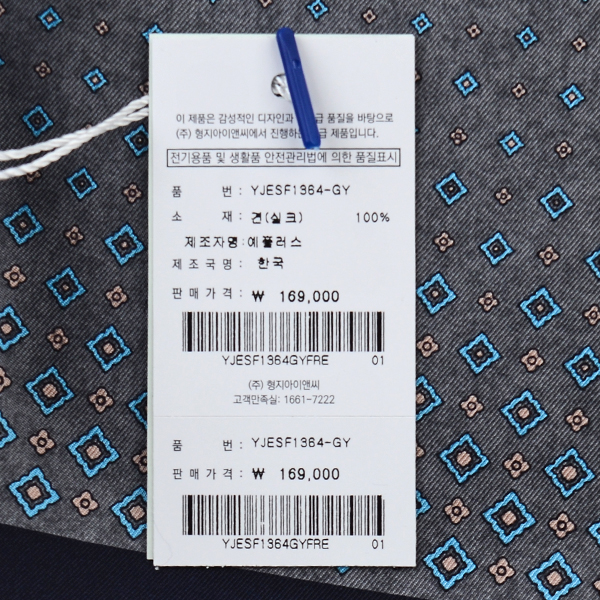 이 제품은 감성적인 디자인과 급 품질을 바탕으로
(주) 형지아이앤씨에서 진행하는 급 제품입니다.
전기용품 및 생활품 안전관리법에 의한 품질표시
품 번 : YJESF1364-GY
소 재 : 견(실크) 100%
제조자명:예플러스
제조국명 : 한국
판매가격 : ₩ 169,000
YJESF1364GYFRE 01
(주) 형지아이앤씨
고객만족실: 1661-7222
품 번 : YJESF1364-GY
판매가격 : ₩ 169,000
YJESF1364GYFRE 01